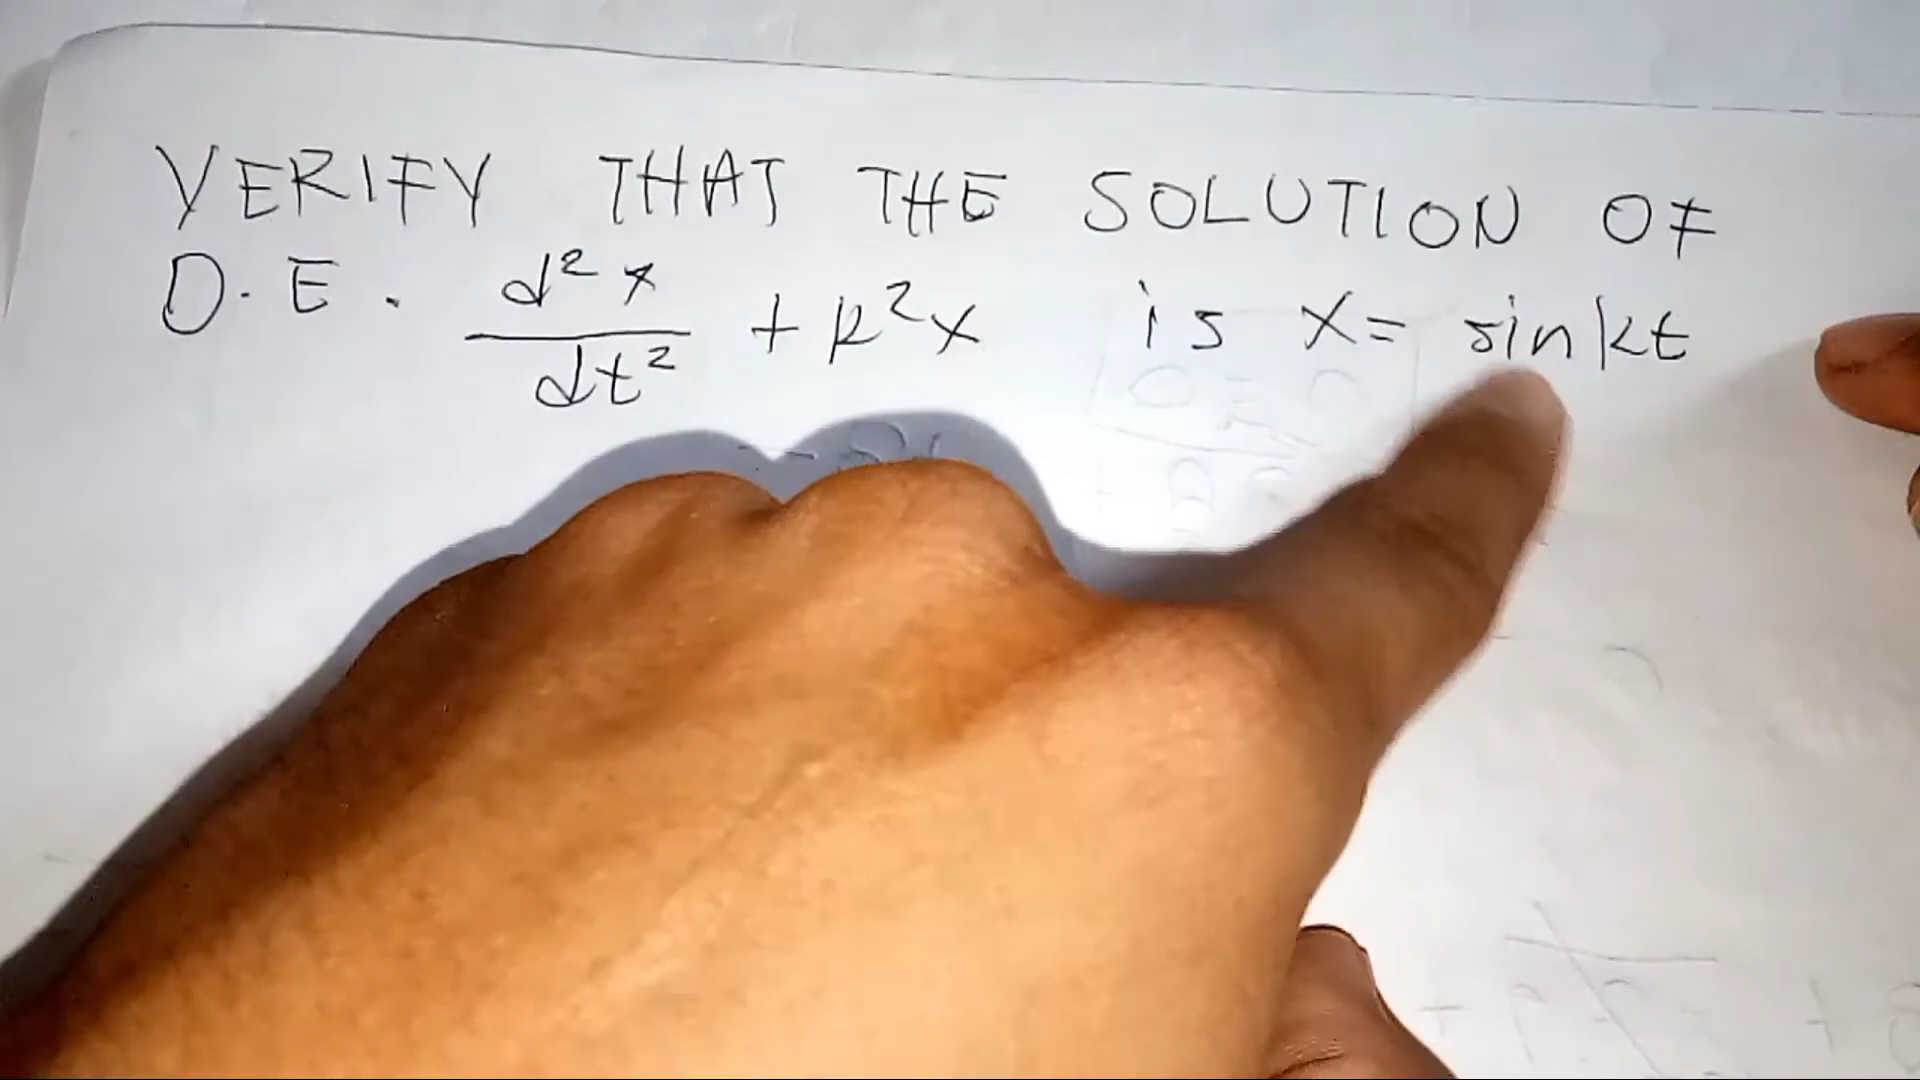 VERIFY THAT THE SOLUTION OF
D.E. d²x/dt² + k²x is x = sinkt